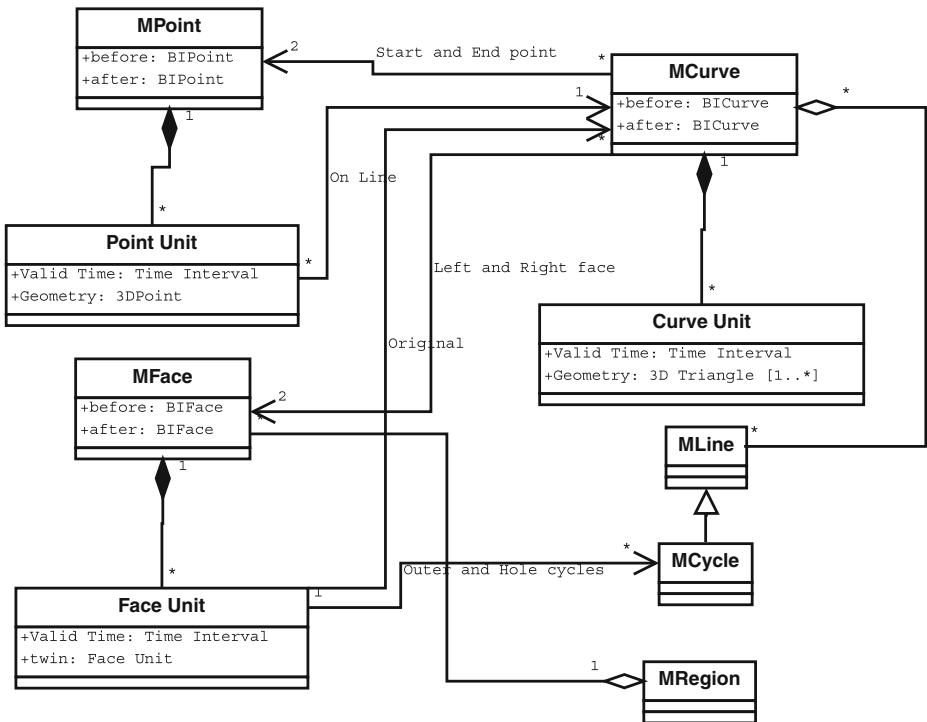 MPoint
+before: BIPoint
+after: BIPoint
1
2
Start and End point
*
MCurve
+before: BICurve
+after: BICurve
1
*
1
*
On Line
*
Point Unit
+Valid Time: Time Interval
+Geometry: 3DPoint
*
Left and Right face
*
Curve Unit
+Valid Time: Time Interval
+Geometry: 3D Triangle [1..*]
Original
MFace
+before: BIFace
+after: BIFace
2
*
1
MLine
*
*
MCycle
Outer and Hole cycles
*
1
Face Unit
+Valid Time: Time Interval
+twin: Face Unit
1
MRegion